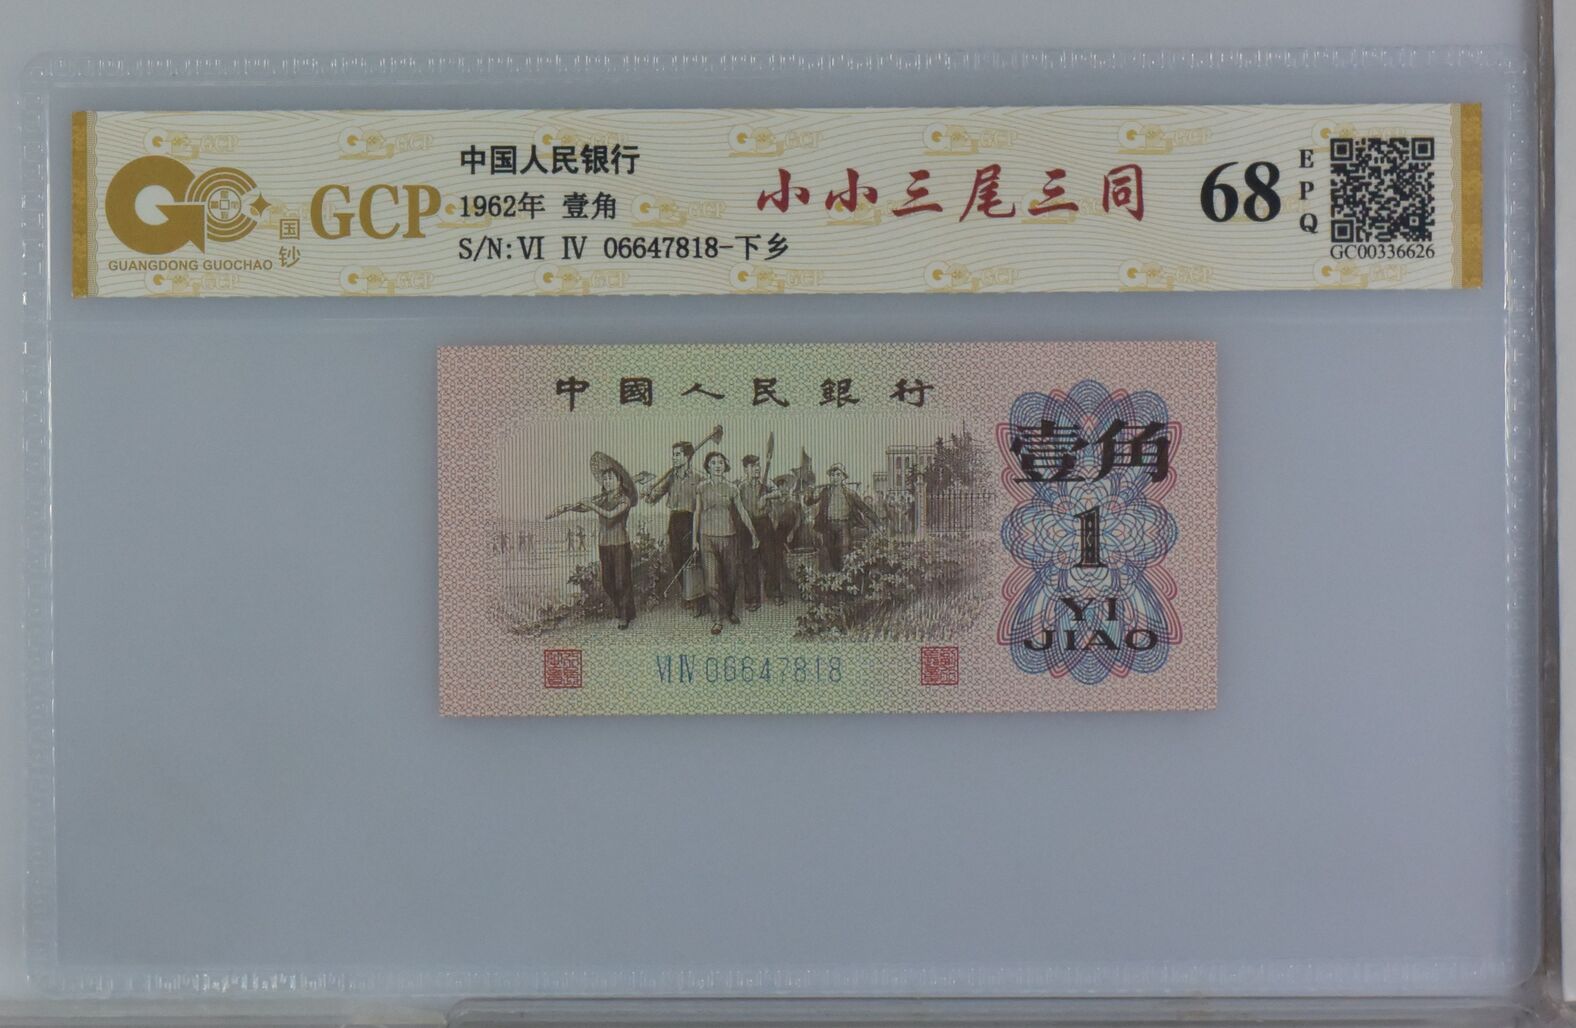 中国人民银行
1962年 壹角
S/N: VI IV 06647818-下乡
小小三尾三同
68
EPQ
GC00336626
GCP
国钞
GUANGDONG GUOCHAO
中國人民銀行
壹角
1
YI
JIAO
VI IV 06647818